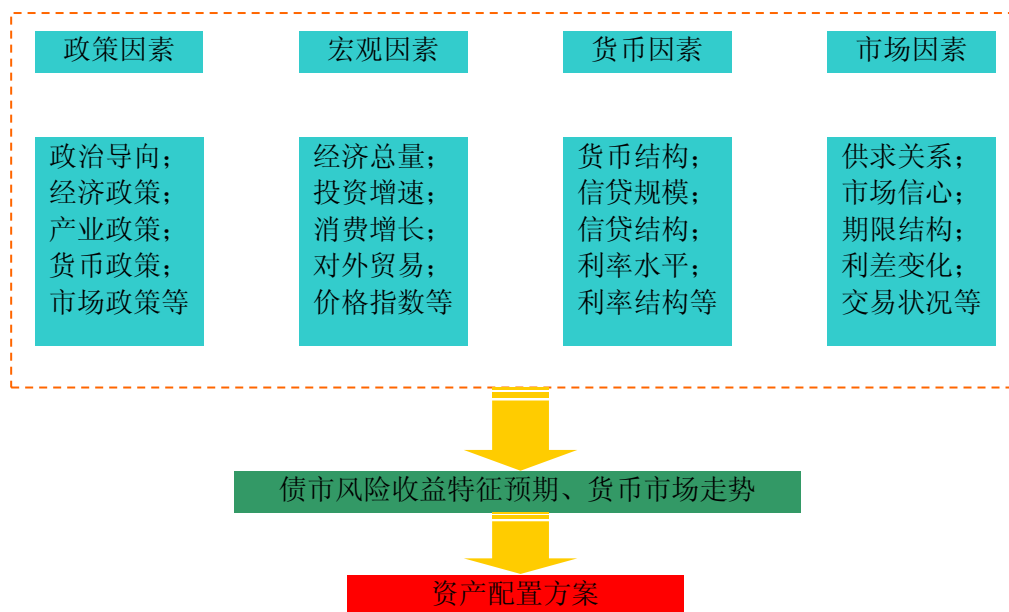 政策因素
宏观因素
货币因素
市场因素
政治导向；
经济政策；
产业政策；
货币政策；
市场政策等
经济总量；
投资增速；
消费增长；
对外贸易；
价格指数等
货币结构；
信贷规模；
信贷结构；
利率水平；
利率结构等
供求关系；
市场信心；
期限结构；
利差变化；
交易状况等
债市风险收益特征预期、货币市场走势
资产配置方案